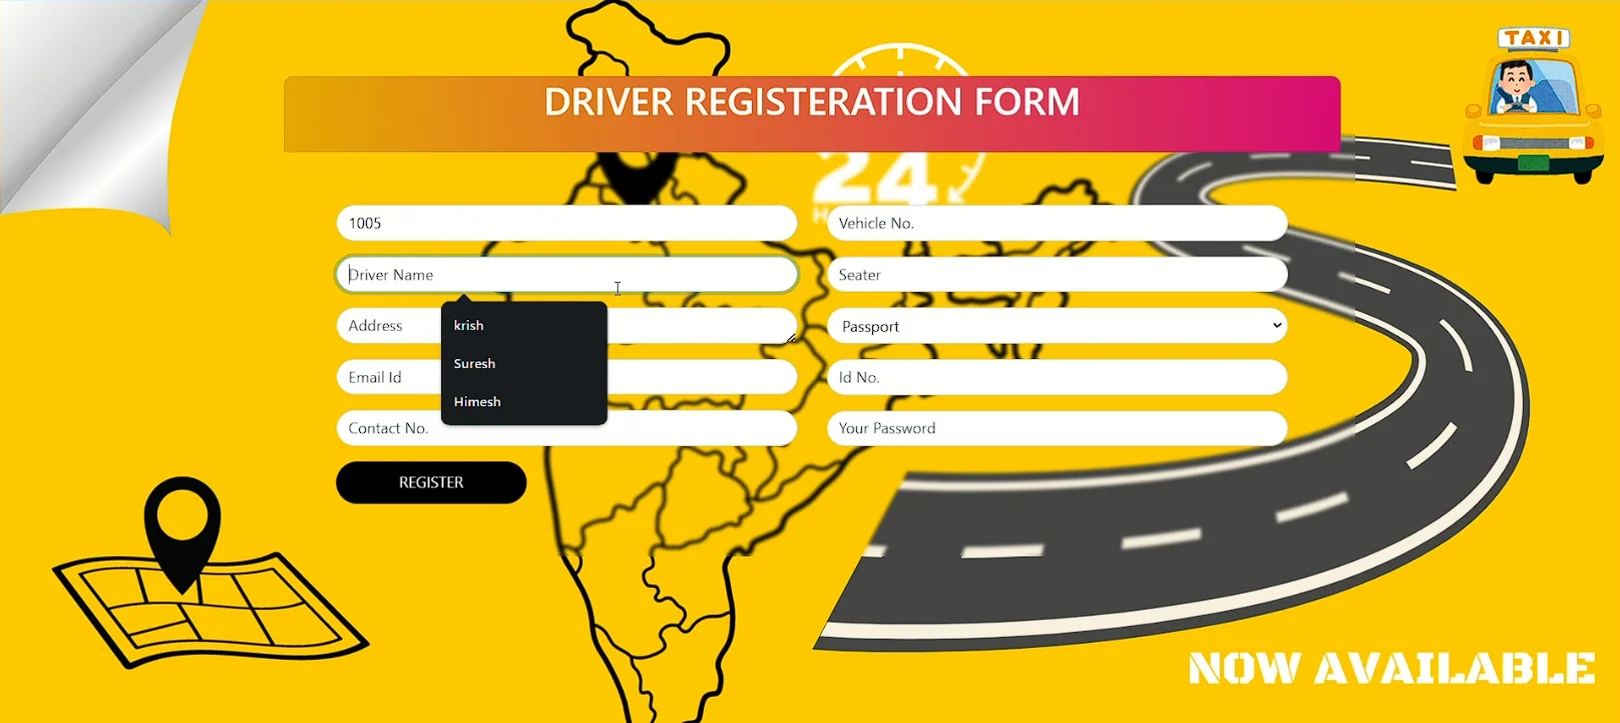 TAXI
DRIVER REGISTERATION FORM
24
1005
Vehicle No.
Driver Name
Seater
krish
Address
Passport
Suresh
Email Id
Id No.
Himesh
Contact No.
Your Password
REGISTER
NOW AVAILABLE